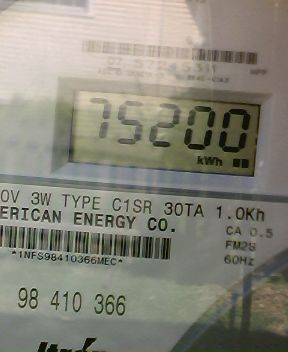 75200
kWh
0V 3W TYPE C1SR 30TA 1.0Kh
ERICAN ENERGY CO.
CA 0.5
FM2S
60Hz
*1NFS98410366MEC*
98 410 366
Itrón